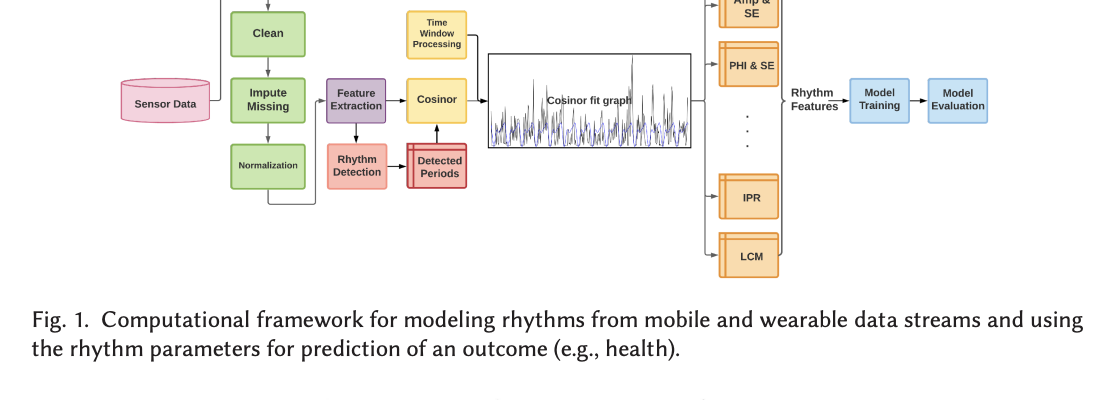 Amp &
SE
Clean
Time
Window
Processing
PHI & SE
Sensor Data
Impute
Missing
Feature
Extraction
Cosinor
Cosinor fit graph
Rhythm
Features
Model
Training
Model
Evaluation
.
.
.
Normalization
Rhythm
Detection
Detected
Periods
IPR
LCM
Fig. 1. Computational framework for modeling rhythms from mobile and wearable data streams and using
the rhythm parameters for prediction of an outcome (e.g., health).